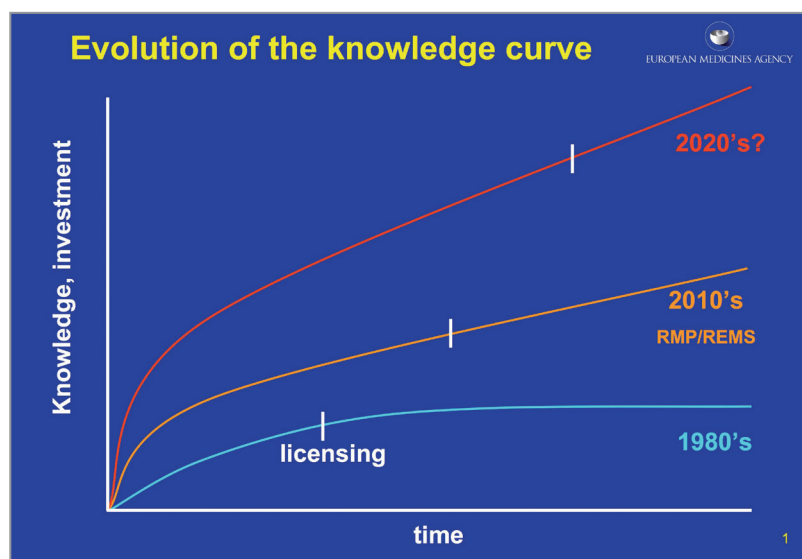 Evolution of the knowledge curve
EUROPEAN MEDICINES AGENCY
Knowledge, investment
2020's?
2010's
RMP/REMS
licensing
1980's
time
1